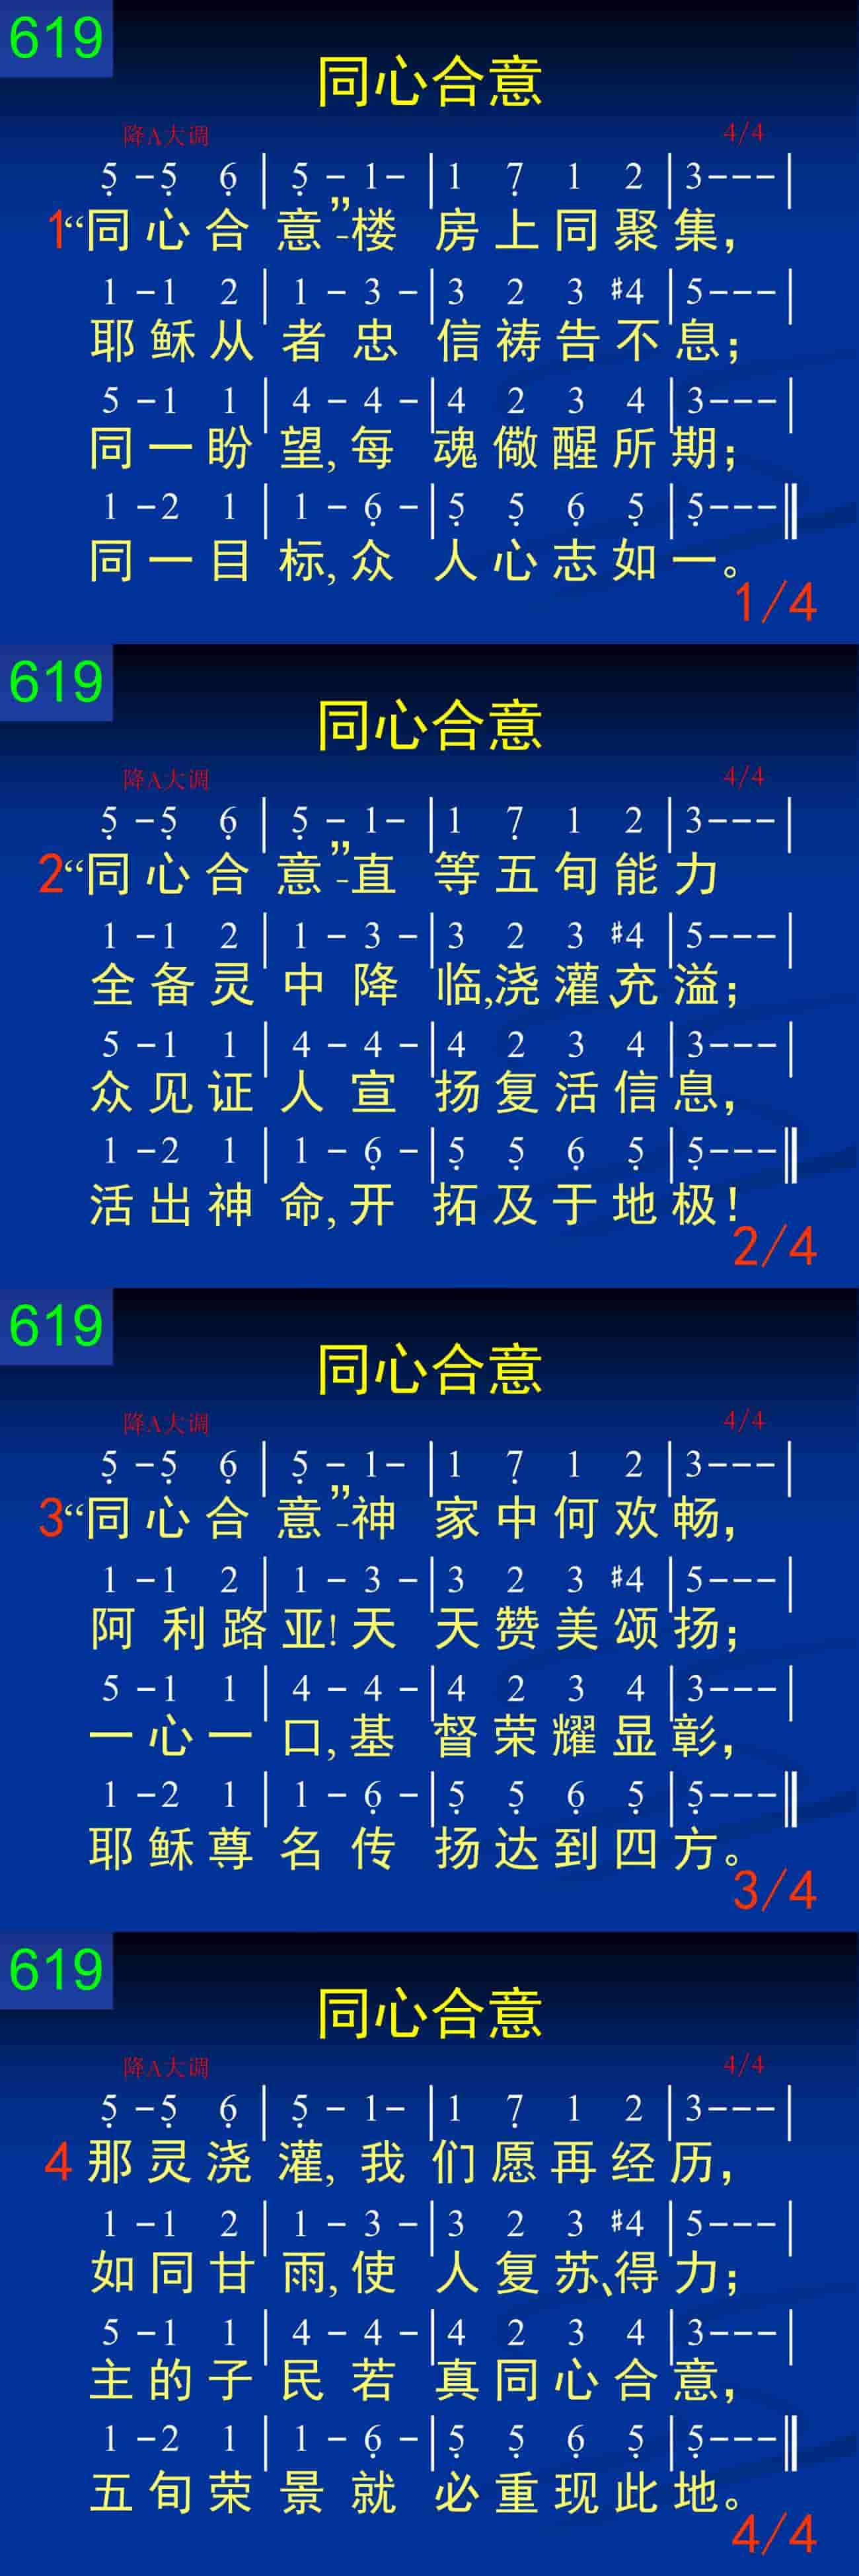 619
同心合意
降A大调 4/4
5̣ -5̣ 6̣ | 5̣ - 1- | 1 7̣ 1 2 | 3---|
1“同心合意”-楼房上同聚集，
1 -1 2 | 1 - 3 - | 3 2 3 #4 | 5---|
耶稣从者忠信祷告不息；
5 -1 1 | 4 - 4 - | 4 2 3 4 | 3---|
同一盼望,每魂儆醒所期；
1 -2 1 | 1 - 6̣ - | 5̣ 5̣ 6̣ 5̣ | 5̣---‖
同一目标,众人心志如一。
1/4
619
同心合意
降A大调 4/4
5̣ -5̣ 6̣ | 5̣ - 1- | 1 7̣ 1 2 | 3---|
2“同心合意”-直等五旬能力
1 -1 2 | 1 - 3 - | 3 2 3 #4 | 5---|
全备灵中降临,浇灌、充溢；
5 -1 1 | 4 - 4 - | 4 2 3 4 | 3---|
众见证人宣扬复活信息，
1 -2 1 | 1 - 6̣ - | 5̣ 5̣ 6̣ 5̣ | 5̣---‖
活出神命,开拓及于地极！
2/4
619
同心合意
降A大调 4/4
5̣ -5̣ 6̣ | 5̣ - 1- | 1 7̣ 1 2 | 3---|
3“同心合意”-神家中何欢畅，
1 -1 2 | 1 - 3 - | 3 2 3 #4 | 5---|
阿利路亚!天天赞美颂扬；
5 -1 1 | 4 - 4 - | 4 2 3 4 | 3---|
一心一口,基督荣耀显彰，
1 -2 1 | 1 - 6̣ - | 5̣ 5̣ 6̣ 5̣ | 5̣---‖
耶稣尊名传扬达到四方。
3/4
619
同心合意
降A大调 4/4
5̣ -5̣ 6̣ | 5̣ - 1- | 1 7̣ 1 2 | 3---|
4那灵浇灌,我们愿再经历，
1 -1 2 | 1 - 3 - | 3 2 3 #4 | 5---|
如同甘雨,使人复苏、得力；
5 -1 1 | 4 - 4 - | 4 2 3 4 | 3---|
主的子民若真同心合意，
1 -2 1 | 1 - 6̣ - | 5̣ 5̣ 6̣ 5̣ | 5̣---‖
五旬荣景就必重现此地。
4/4